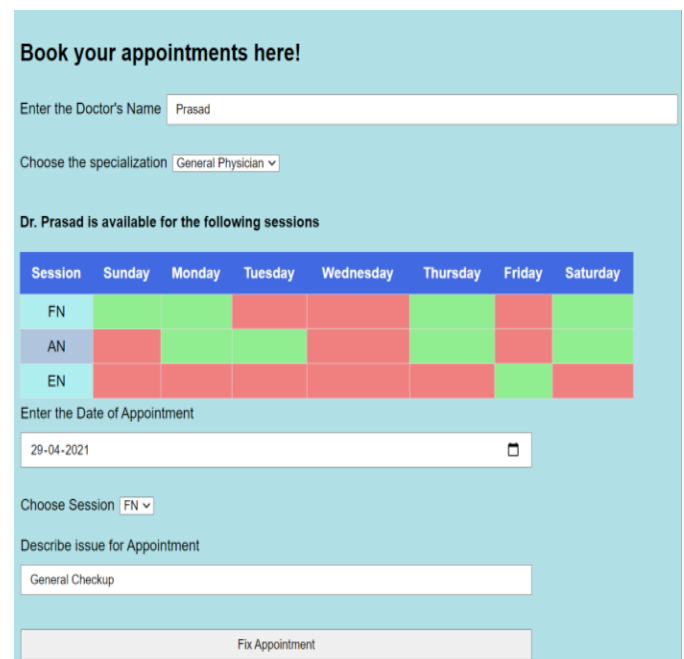 Book your appointments here!
Enter the Doctor's Name Prasad
Choose the specialization General Physician
Dr. Prasad is available for the following sessions
Session Sunday Monday Tuesday Wednesday Thursday Friday Saturday
FN
AN
EN
Enter the Date of Appointment
29-04-2021
Choose Session FN
Describe issue for Appointment
General Checkup
Fix Appointment